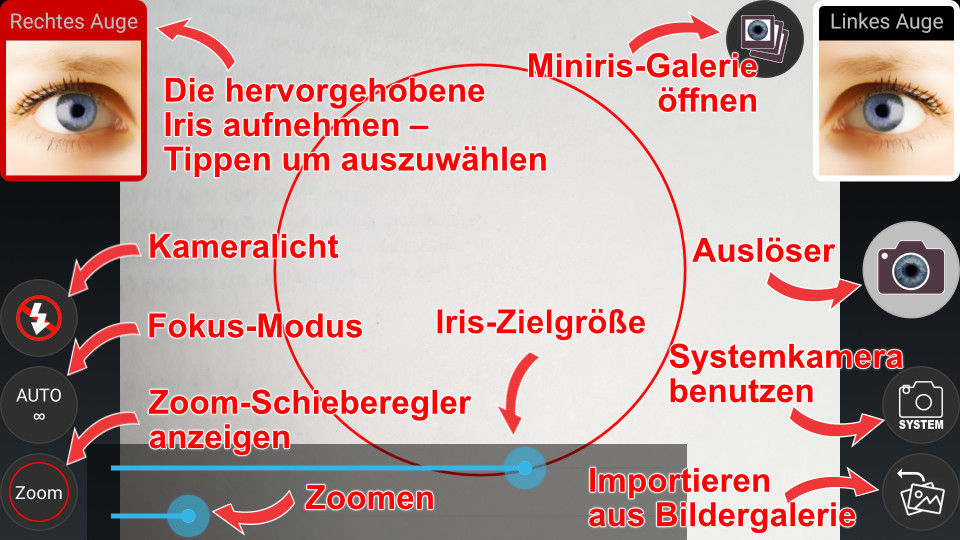 Rechtes Auge
Linkes Auge
Die hervorgehobene
Iris aufnehmen –
Tippen um auszuwählen
Miniris-Galerie
öffnen
Kameralicht
Auslöser
Fokus-Modus
Iris-Zielgröße
AUTO
∞
Systemkamera
benutzen
SYSTEM
Zoom-Schieberegler
anzeigen
Zoom
Zoomen
Importieren
aus Bildergalerie